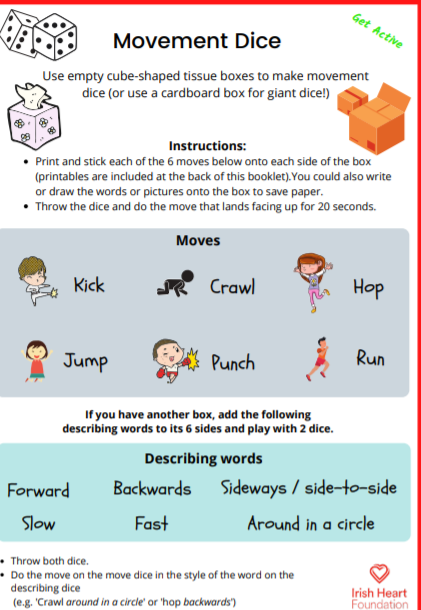 Get Active
Movement Dice
Use empty cube-shaped tissue boxes to make movement
dice (or use a cardboard box for giant dice!)
Instructions:
• Print and stick each of the 6 moves below onto each side of the box
(printables are included at the back of this booklet).You could also write
or draw the words or pictures onto the box to save paper.
• Throw the dice and do the move that lands facing up for 20 seconds.
Moves
Kick Crawl Hop
Jump Punch Run
If you have another box, add the following
describing words to its 6 sides and play with 2 dice.
Describing words
Forward Backwards Sideways / side-to-side
Slow Fast Around in a circle
• Throw both dice.
• Do the move on the move dice in the style of the word on the
describing dice
(e.g. 'Crawl around in a circle' or 'hop backwards')
Irish Heart
Foundation